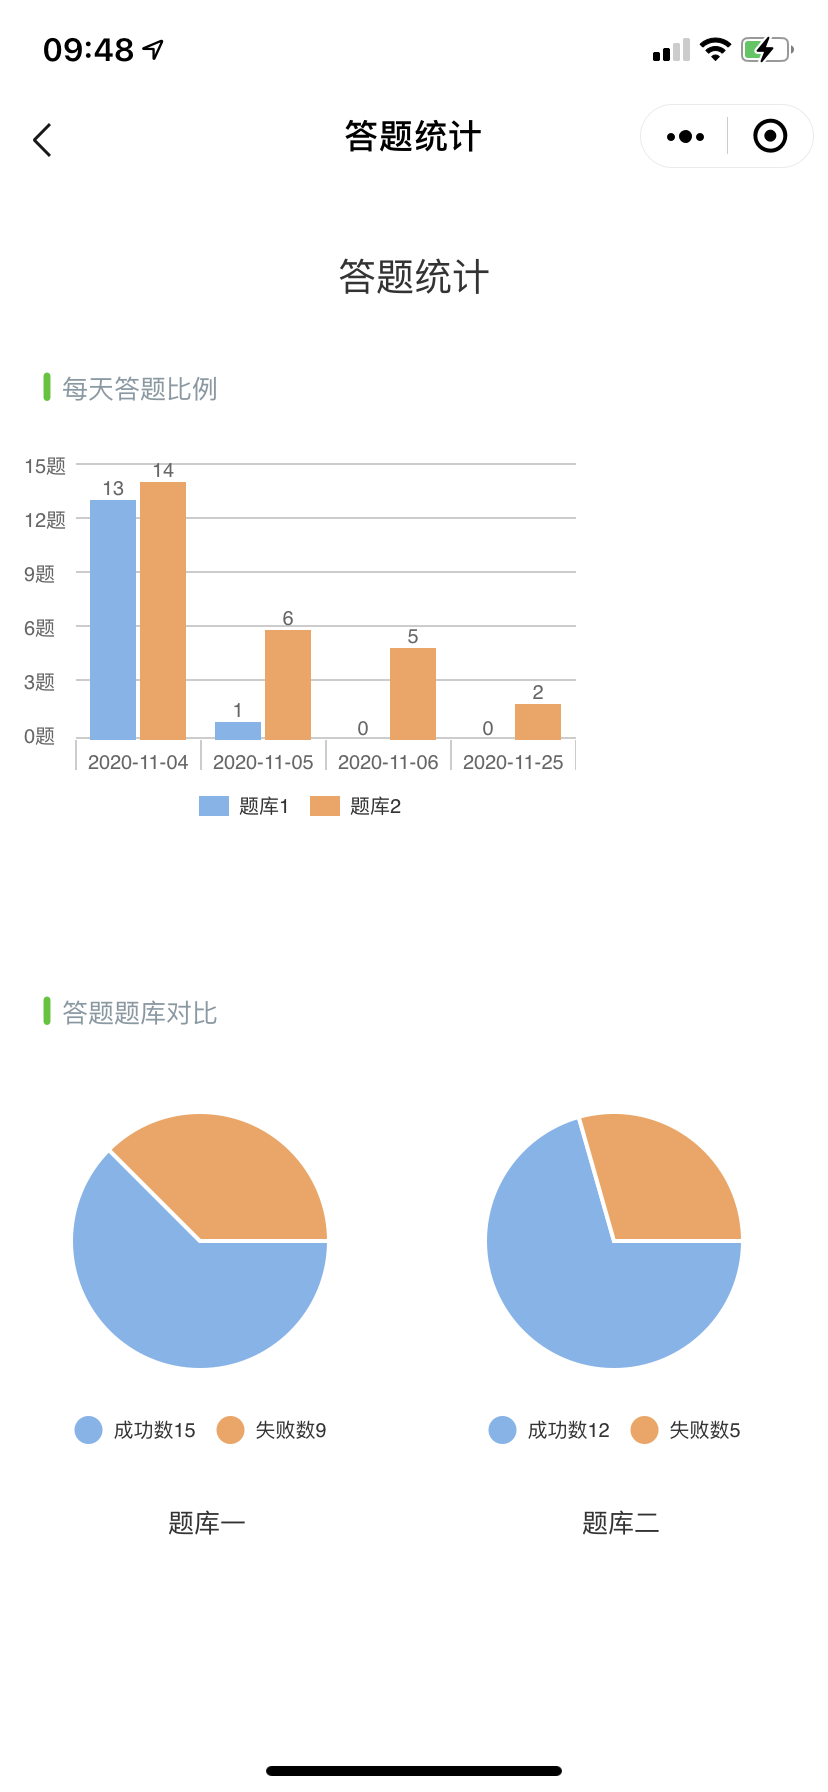 09:48
答题统计
答题统计
每天答题比例
15题
12题
9题
6题
3题
0题
13
14
1
6
0
5
0
2
2020-11-04
2020-11-05
2020-11-06
2020-11-25
题库1
题库2
答题题库对比
成功数15
失败数9
成功数12
失败数5
题库一
题库二